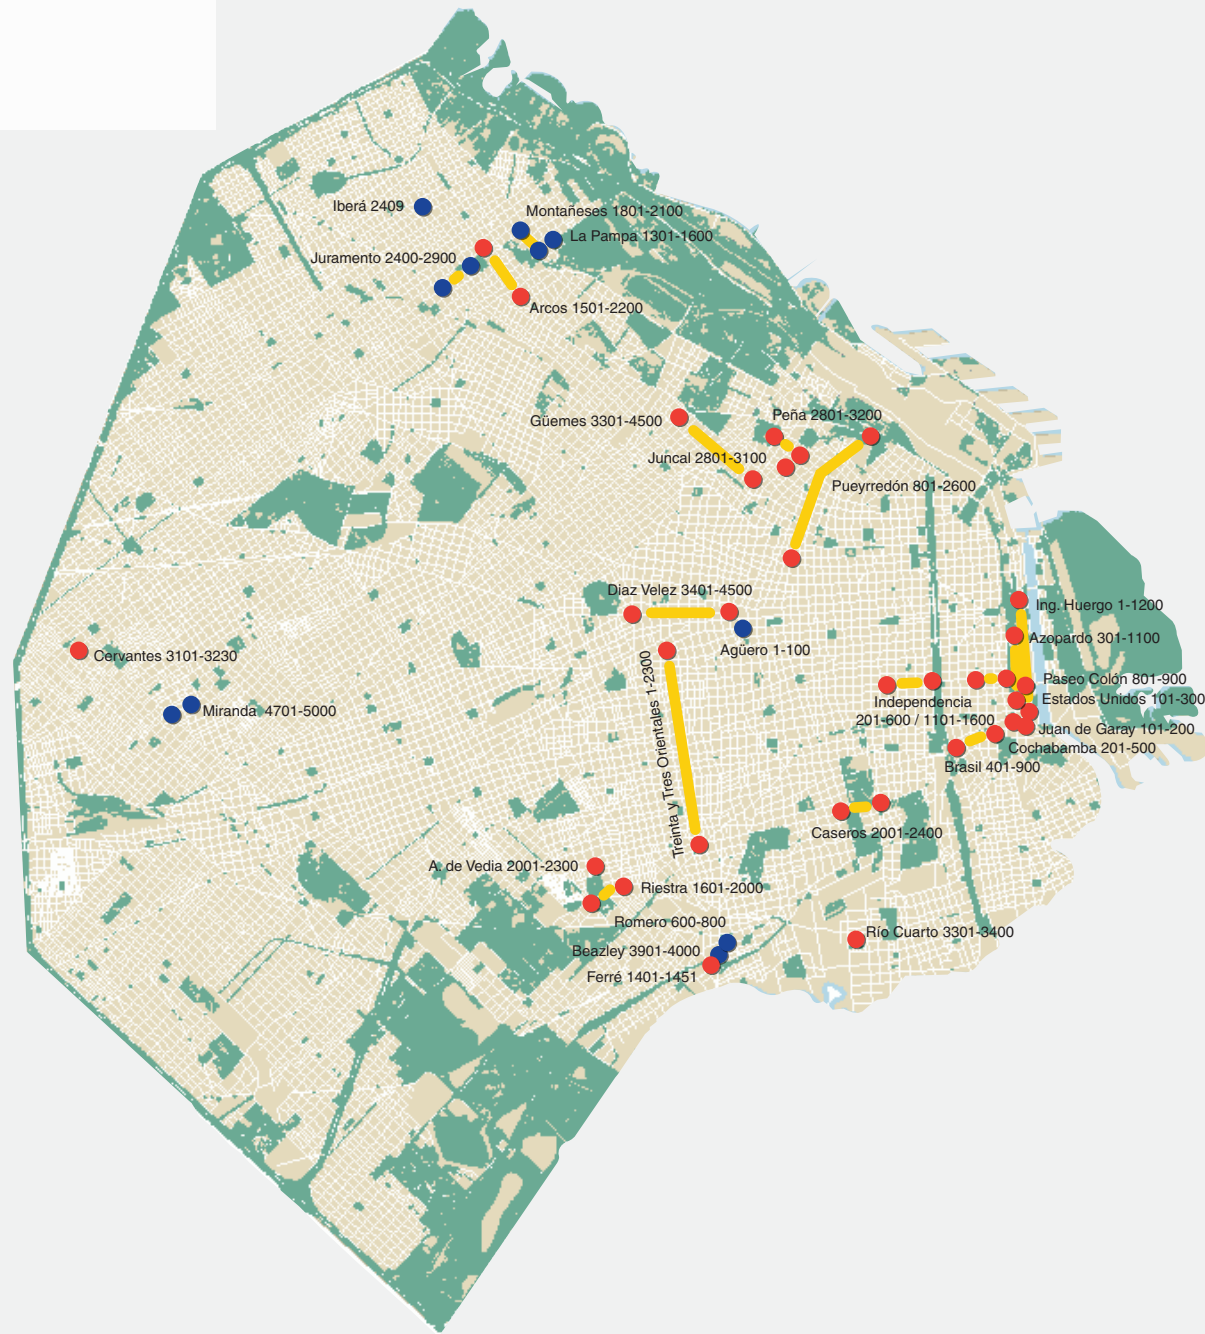 Iberá 2409
Montañeses 1801-2100
La Pampa 1301-1600
Juramento 2400-2900
Arcos 1501-2200
Güemes 3301-4500
Peña 2801-3200
Juncal 2801-3100
Pueyrredón 801-2600
Diaz Velez 3401-4500
Agüero 1-100
Ing. Huergo 1-1200
Azopardo 301-1100
Cervantes 3101-3230
Treinta y Tres Orientales 1-2300
Paseo Colón 801-900
Independencia
201-600 / 1101-1600
Estados Unidos 101-300
Miranda 4701-5000
Juan de Garay 101-200
Cochabamba 201-500
Brasil 401-900
Caseros 2001-2400
A. de Vedia 2001-2300
Riestra 1601-2000
Romero 600-800
Río Cuarto 3301-3400
Beazley 3901-4000
Ferré 1401-1451